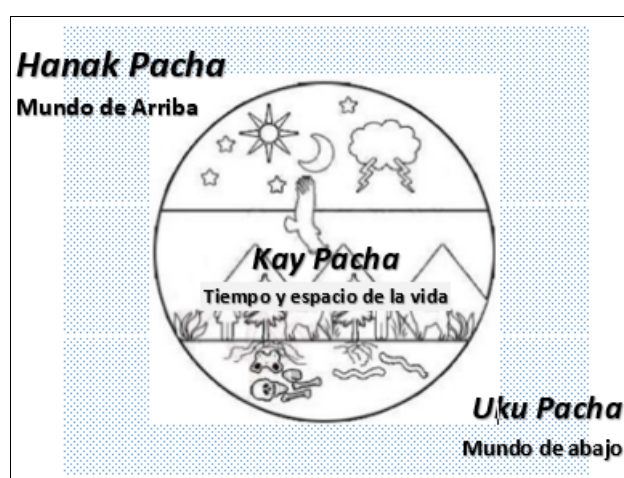 Hanak Pacha
Mundo de Arriba
Kay Pacha
Tiempo y espacio de la vida
Uku Pacha
Mundo de abajo